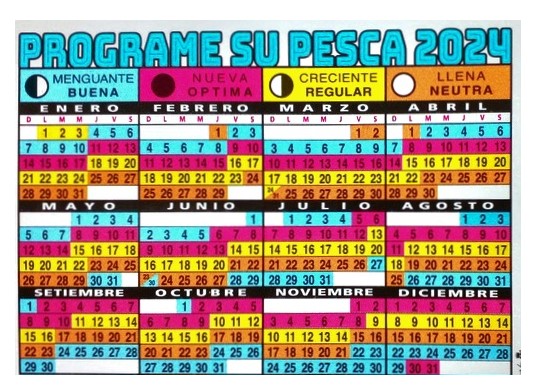 PROGRAME SU PESCA 2024
MENGUANTE BUENA
NUEVA OPTIMA
CRECIENTE REGULAR
LLENA NEUTRA
ENERO FEBRERO MARZO ABRIL
D L M M J V S D L M M J V S D L M M J V S D L M M J V S
1 2 3 4 5 6 1 2 3 1 2 1 2 3 4 5 6
7 8 9 10 11 12 13 4 5 6 7 8 9 10 3 4 5 6 7 8 9 7 8 9 10 11 12 13
14 15 16 17 18 19 20 11 12 13 14 15 16 17 10 11 12 13 14 15 16 14 15 16 17 18 19 20
21 22 23 24 25 26 27 18 19 20 21 22 23 24 17 18 19 20 21 22 23 21 22 23 24 25 26 27
28 29 30 31 25 26 27 28 29 24/31 25 26 27 28 29 30 28 29 30
MAYO JUNIO JULIO AGOSTO
1 2 3 4 1 1 2 3 4 5 6 1 2 3
5 6 7 8 9 10 11 2 3 4 5 6 7 8 7 8 9 10 11 12 13 4 5 6 7 8 9 10
12 13 14 15 16 17 18 9 10 11 12 13 14 15 14 15 16 17 18 19 20 11 12 13 14 15 16 17
19 20 21 22 23 24 25 16 17 18 19 20 21 22 21 22 23 24 25 26 27 18 19 20 21 22 23 24
26 27 28 29 30 31 23/30 24 25 26 27 28 29 28 29 30 31 25 26 27 28 29 30 31
SETIEMBRE OCTUBRE NOVIEMBRE DICIEMBRE
1 2 3 4 5 6 7 1 2 3 4 5 1 2 1 2 3 4 5 6 7
8 9 10 11 12 13 14 6 7 8 9 10 11 12 3 4 5 6 7 8 9 8 9 10 11 12 13 14
15 16 17 18 19 20 21 13 14 15 16 17 18 19 10 11 12 13 14 15 16 15 16 17 18 19 20 21
22 23 24 25 26 27 28 20 21 22 23 24 25 26 17 18 19 20 21 22 23 22 23 24 25 26 27 28
29 30 27 28 29 30 31 24 25 26 27 28 29 30 29 30 31